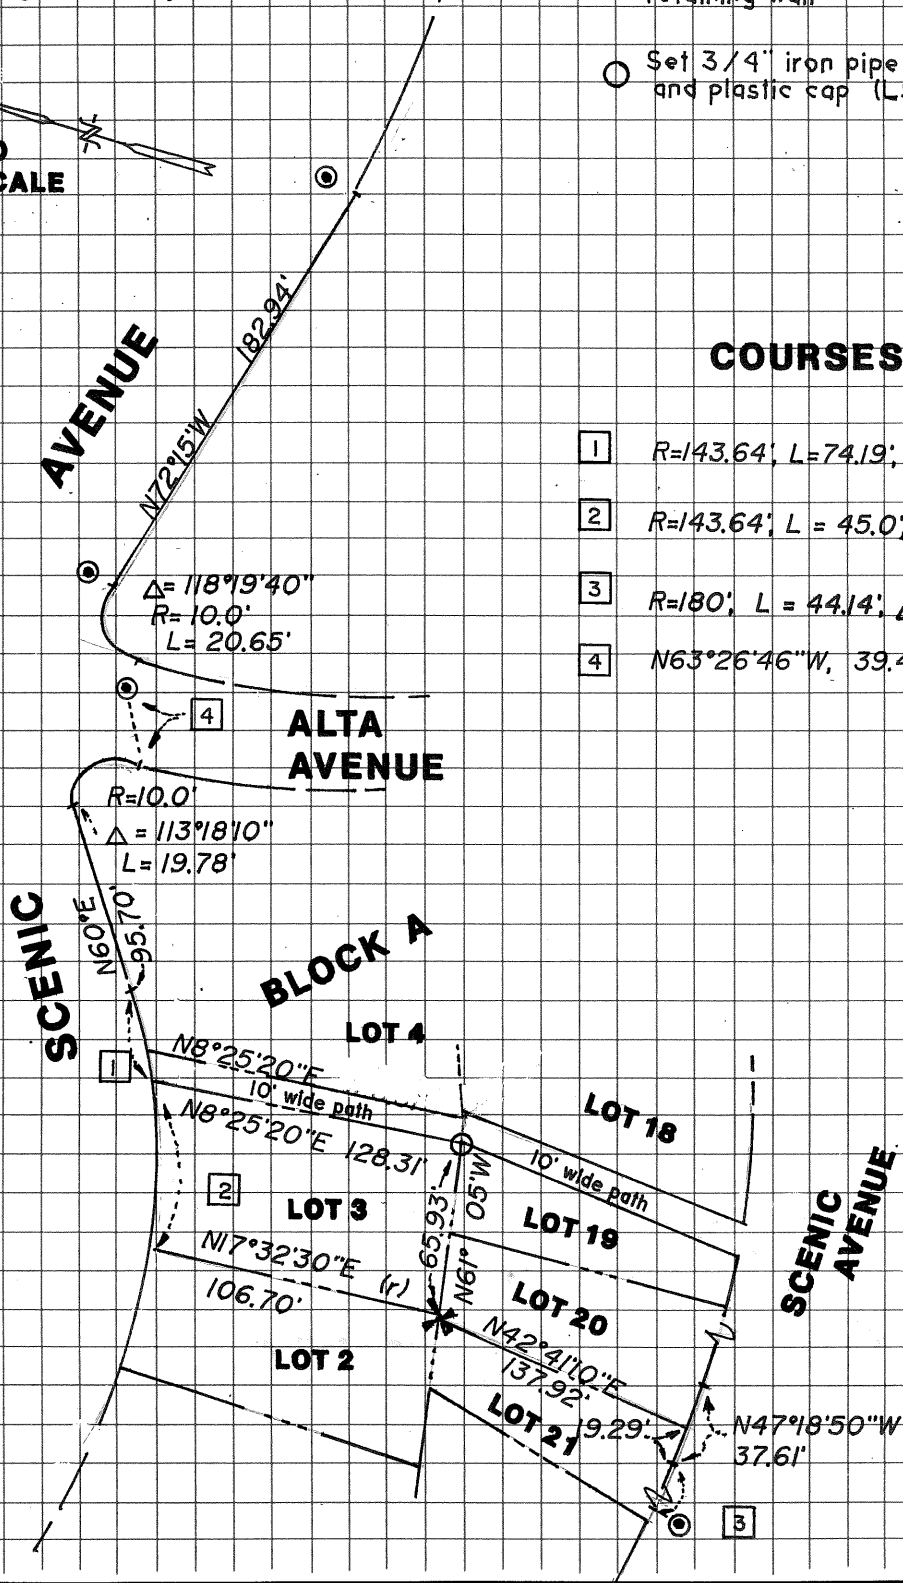 Set 3/4" iron pipe
and plastic cap (L.
CALE
182.94'
AVENUE
COURSES
N72°15'W
1 R=143.64', L=74.19',
2 R=143.64', L = 45.0',
3 R=180', L = 44.14',
4 N63°26'46"W, 39.4
△= 118°19'40"
R= 10.0'
L= 20.65'
4
ALTA
AVENUE
R=10.0'
△ = 113°18'10"
L= 19.78'
N60°E
95.70'
SCENIC
BLOCK A
LOT 4
1
N8°25'20"E
10' wide path
N8°25'20"E 128.31'
LOT 18
10' wide path
2
LOT 3
65.93'
N61° 05'W
LOT 19
SCENIC
AVENUE
N17°32'30"E (r)
106.70'
LOT 20
N42°41'10"E
137.92'
LOT 2
LOT 21
9.29'
N47°18'50"W
37.61'
3